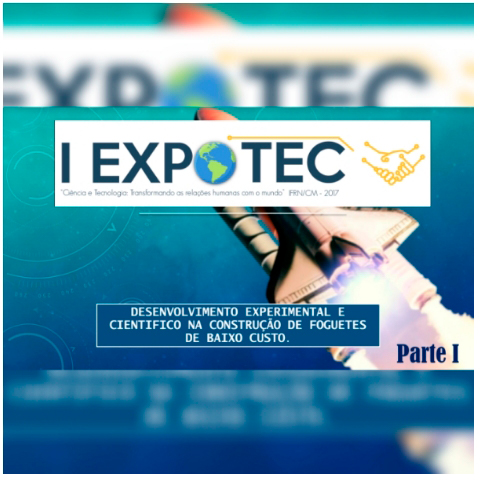 I EXPOTEC
"Ciência e Tecnologia: Transformando as relações humanas com o mundo" IFRN/CM - 2017
DESENVOLVIMENTO EXPERIMENTAL E
CIENTIFICO NA CONSTRUÇÃO DE FOGUETES
DE BAIXO CUSTO.
Parte I